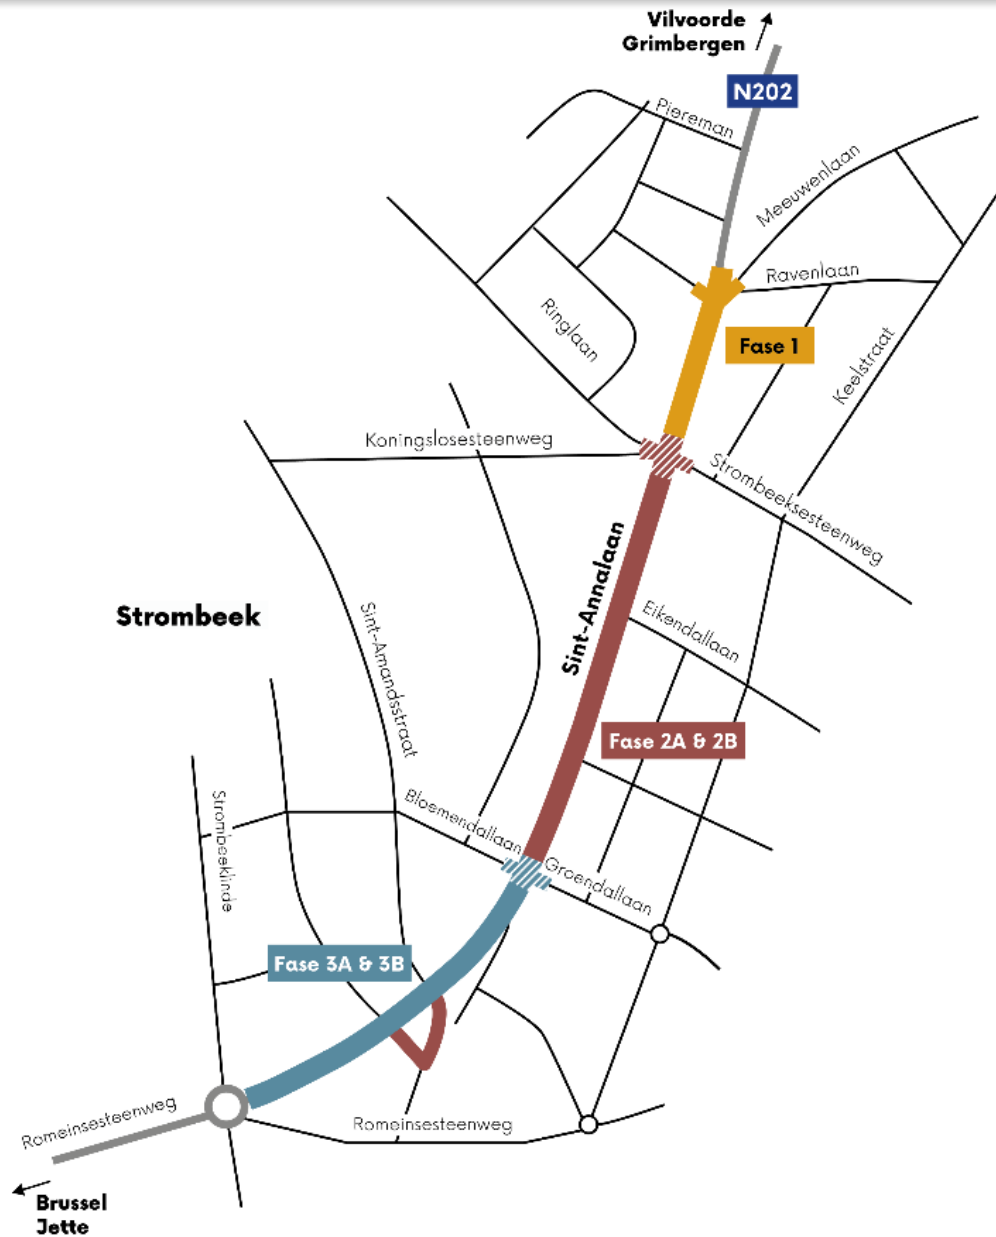 Vilvoorde
Grimbergen
N202
Piereman
Meeuwenlaan
Ravenlaan
Ringlaan
Fase 1
Keelstraat
Koningslosesteenweg
Strombeeksesteenweg
Sint-Annalaan
Strombeek
Sint-Amandsstraat
Eikendallaan
Fase 2A & 2B
Strombeeklinde
Bloemendallaan
Groendallaan
Fase 3A & 3B
Romeinsesteenweg
Romeinsesteenweg
Brussel
Jette